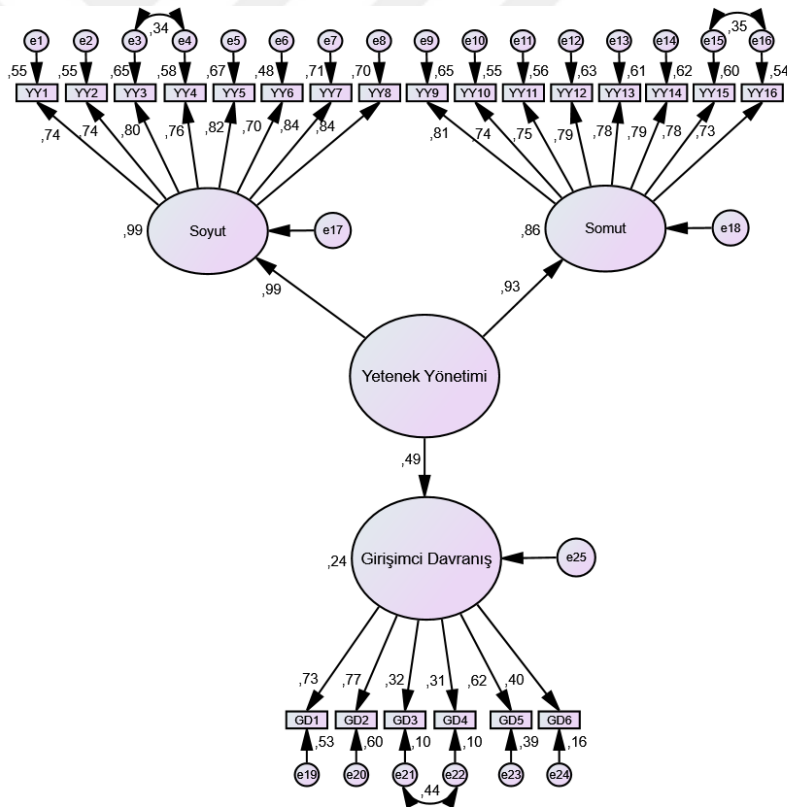 ,34 ,35
e1 e2 e3 e4 e5 e6 e7 e8 e9 e10 e11 e12 e13 e14 e15 e16
,55 ,55 ,65 ,58 ,67 ,48 ,71 ,70 ,65 ,55 ,56 ,63 ,61 ,62 ,60 ,54
YY1 YY2 YY3 YY4 YY5 YY6 YY7 YY8 YY9 YY10 YY11 YY12 YY13 YY14 YY15 YY16
,74 ,74 ,80 ,76 ,82 ,70 ,84 ,84 ,81 ,74 ,75 ,79 ,78 ,79 ,78 ,73
,99 Soyut e17 ,86 Somut e18
,99 ,93
Yetenek Yönetimi
,49
,24 Girişimci Davranış e25
,73 ,77 ,32 ,31 ,62 ,40
GD1 GD2 GD3 GD4 GD5 GD6
,53 ,60 ,10 ,10 ,39 ,16
e19 e20 e21 e22 e23 e24
,44